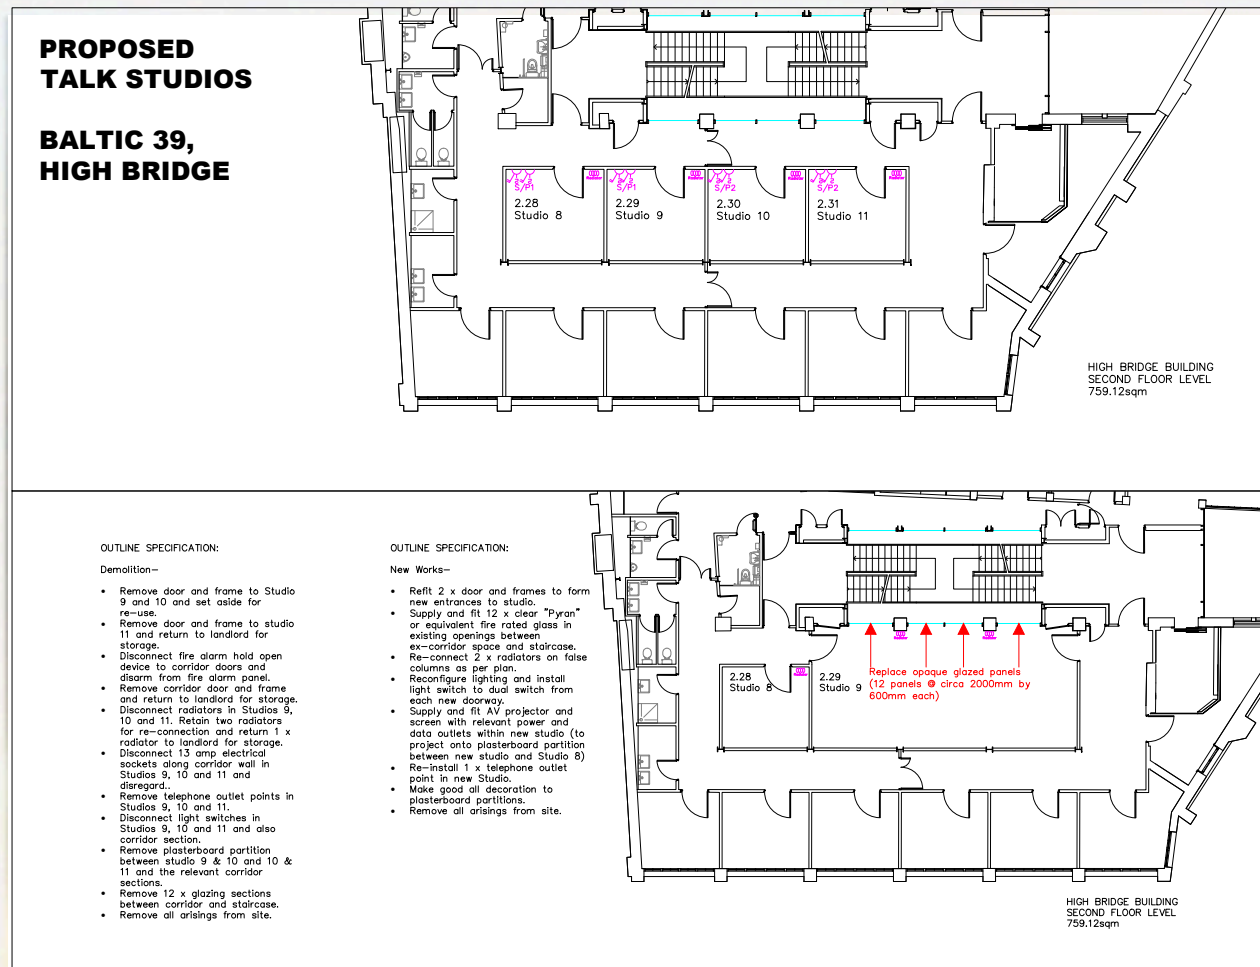 PROPOSED
TALK STUDIOS
BALTIC 39,
HIGH BRIDGE
S/P1
S/P1
S/P2
S/P2
2.28
Studio 8
2.29
Studio 9
2.30
Studio 10
2.31
Studio 11
HIGH BRIDGE BUILDING
SECOND FLOOR LEVEL
759.12sqm
OUTLINE SPECIFICATION:
Demolition–
• Remove door and frame to Studio
9 and 10 and set aside for
re–use.
• Remove door and frame to studio
11 and return to landlord for
storage.
• Disconnect fire alarm hold open
device to corridor doors and
disarm from fire alarm panel.
• Remove corridor door and frame
and return to landlord for storage.
• Disconnect radiators in Studios 9,
10 and 11. Retain two radiators
for re–connection and return 1 x
radiator to landlord for storage.
• Disconnect 13 amp electrical
sockets along corridor wall in
Studios 9, 10 and 11 and
disregard..
• Remove telephone outlet points in
Studios 9, 10 and 11.
• Disconnect light switches in
Studios 9, 10 and 11 and also
corridor section.
• Remove plasterboard partition
between studio 9 & 10 and 10 &
11 and the relevant corridor
sections.
• Remove 12 x glazing sections
between corridor and staircase.
• Remove all arisings from site.
OUTLINE SPECIFICATION:
New Works–
• Refit 2 x door and frames to form
new entrances to studio.
• Supply and fit 12 x clear "Pyran"
or equivalent fire rated glass in
existing openings between
ex–corridor space and staircase.
• Re–connect 2 x radiators on false
columns as per plan.
• Reconfigure lighting and install
light switch to dual switch from
each new doorway.
• Supply and fit AV projector and
screen with relevant power and
data outlets within new studio (to
project onto plasterboard partition
between new studio and Studio 8)
• Re–install 1 x telephone outlet
point in new Studio.
• Make good all decoration to
plasterboard partitions.
• Remove all arisings from site.
2.28
Studio 8
2.29
Studio 9
Replace opaque glazed panels
(12 panels @ circa 2000mm by
600mm each)
HIGH BRIDGE BUILDING
SECOND FLOOR LEVEL
759.12sqm